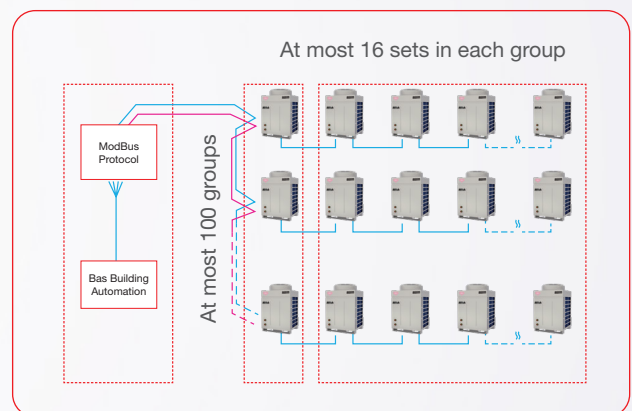 At most 16 sets in each group
ModBus
Protocol
At most 100 groups
Bas Building
Automation